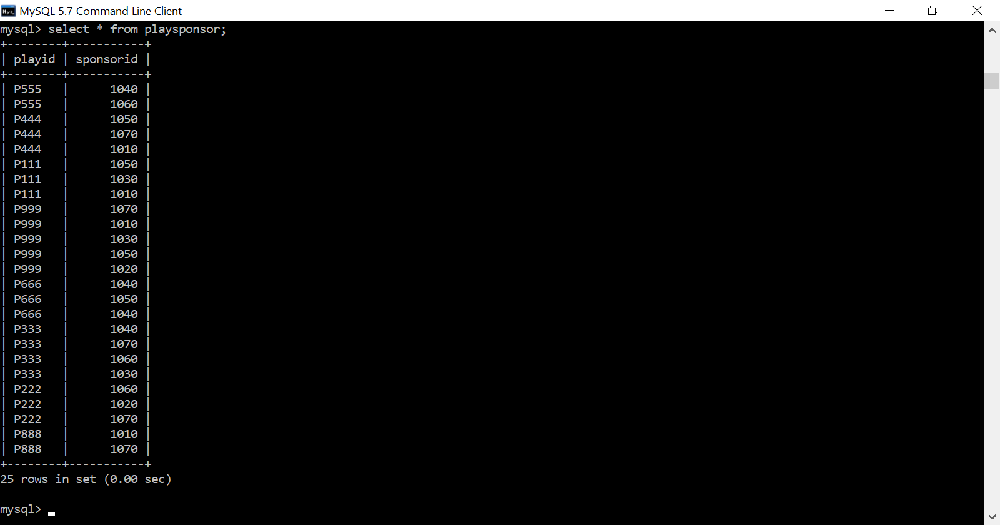 MySQL 5.7 Command Line Client
mysql> select * from playsponsor;
+--------+-----------+
| playid | sponsorid |
+--------+-----------+
| P555   |      1040 |
| P555   |      1060 |
| P444   |      1050 |
| P444   |      1070 |
| P444   |      1010 |
| P111   |      1050 |
| P111   |      1030 |
| P111   |      1010 |
| P999   |      1070 |
| P999   |      1010 |
| P999   |      1030 |
| P999   |      1050 |
| P999   |      1020 |
| P666   |      1040 |
| P666   |      1050 |
| P666   |      1040 |
| P333   |      1040 |
| P333   |      1070 |
| P333   |      1060 |
| P333   |      1030 |
| P222   |      1060 |
| P222   |      1020 |
| P222   |      1070 |
| P888   |      1010 |
| P888   |      1070 |
+--------+-----------+
25 rows in set (0.00 sec)
mysql>